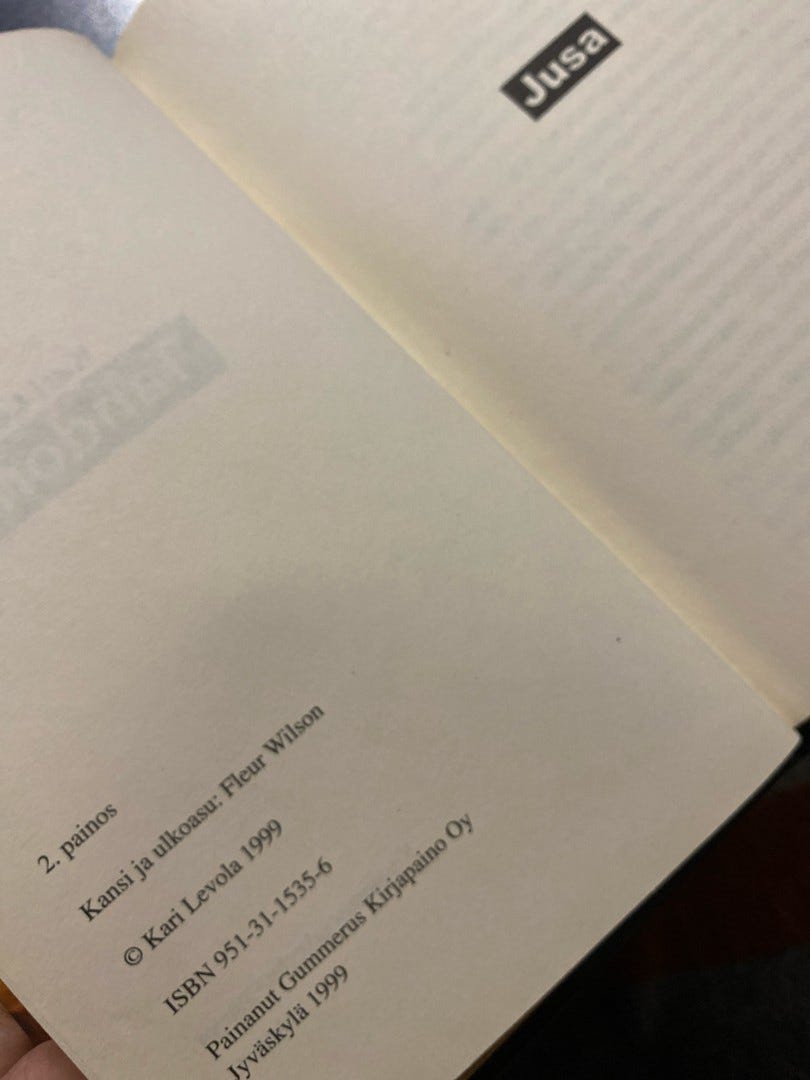 2. painos
Kansi ja ulkoasu: Fleur Wilson
© Kari Levola 1999
ISBN 951-31-1535-6
Painanut Gummerus Kirjapaino Oy
Jyväskylä 1999
Jusa